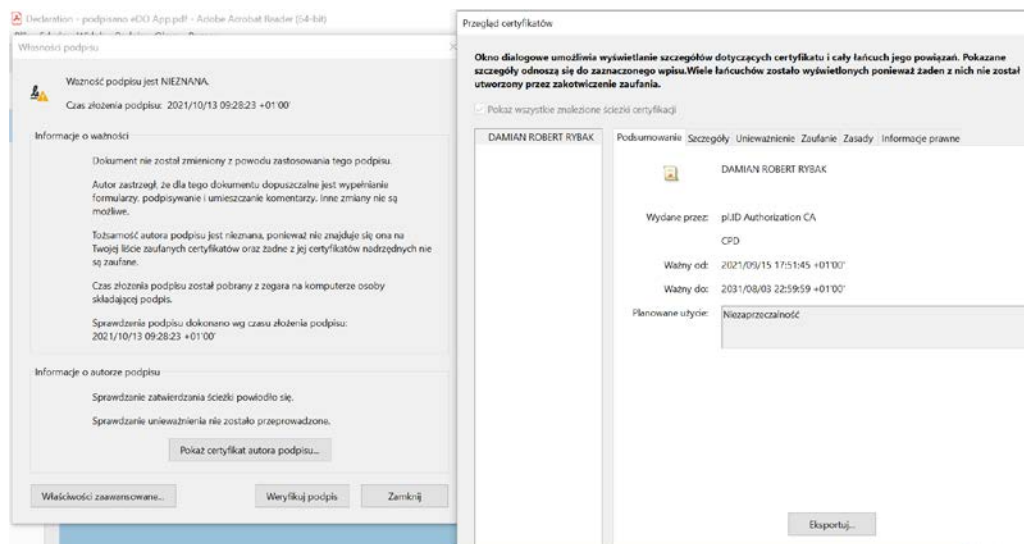 Declaration - podpisano eDO App.pdf - Adobe Acrobat Reader (64-bit)
Własności podpisu
Ważność podpisu jest NIEZNANA.
Czas złożenia podpisu: 2021/10/13 09:28:23 +01'00'
Informacje o ważności
Dokument nie został zmieniony z powodu zastosowania tego podpisu.
Autor zastrzegł, że dla tego dokumentu dopuszczalne jest wypełnianie
formularzy, podpisywanie i umieszczanie komentarzy. Inne zmiany nie są
możliwe.
Tożsamość autora podpisu jest nieznana, ponieważ nie znajduje się ona na
Twojej liście zaufanych certyfikatów oraz żadne z jej certyfikatów nadrzędnych nie
są zaufane.
Czas złożenia podpisu został pobrany z zegara na komputerze osoby
składającej podpis.
Sprawdzenia podpisu dokonano wg czasu złożenia podpisu:
2021/10/13 09:28:23 +01'00'
Informacje o autorze podpisu
Sprawdzanie zatwierdzania ścieżki powiodło się.
Sprawdzanie unieważnienia nie zostało przeprowadzone.
Pokaż certyfikat autora podpisu...
Właściwości zaawansowane...
Weryfikuj podpis
Zamknij
Przegląd certyfikatów
Okno dialogowe umożliwia wyświetlanie szczegółów dotyczących certyfikatu i cały łańcuch jego powiązań. Pokazane
szczegóły odnoszą się do zaznaczonego wpisu.Wiele łańcuchów zostało wyświetlonych ponieważ żaden z nich nie został
utworzony przez zakotwiczenie zaufania.
Pokaż wszystkie znalezione ścieżki certyfikacji
DAMIAN ROBERT RYBAK
Podsumowanie Szczegóły Unieważnienie Zaufanie Zasady Informacje prawne
DAMIAN ROBERT RYBAK
Wydane przez: pl.ID Authorization CA
CPD
Ważny od: 2021/09/15 17:51:45 +01'00'
Ważny do: 2031/08/03 22:59:59 +01'00'
Planowane użycie: Niezaprzeczalność
Eksportuj...